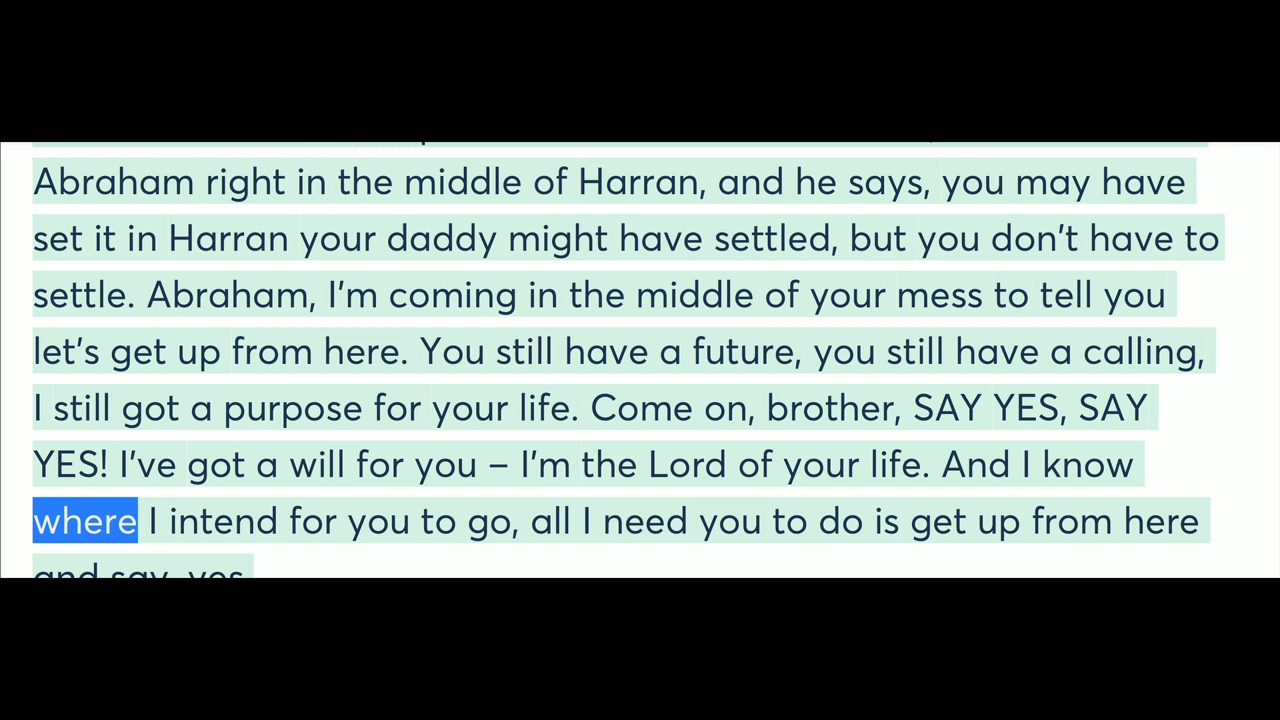 Abraham right in the middle of Harran, and he says, you may have
set it in Harran your daddy might have settled, but you don't have to
settle. Abraham, I'm coming in the middle of your mess to tell you
let's get up from here. You still have a future, you still have a calling,
I still got a purpose for your life. Come on, brother, SAY YES, SAY
YES! I've got a will for you – I'm the Lord of your life. And I know
where I intend for you to go, all I need you to do is get up from here
and say, yes